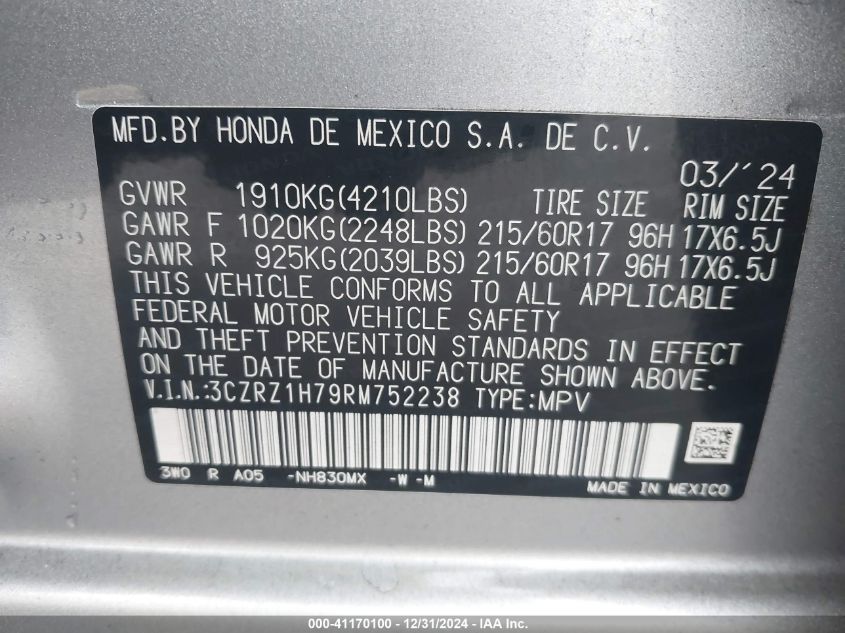 MFD.BY HONDA DE MEXICO S.A. DE C.V.
03/'24
GVWR 1910KG(4210LBS) TIRE SIZE RIM SIZE
GAWR F 1020KG(2248LBS) 215/60R17 96H 17X6.5J
GAWR R 925KG(2039LBS) 215/60R17 96H 17X6.5J
THIS VEHICLE CONFORMS TO ALL APPLICABLE
FEDERAL MOTOR VEHICLE SAFETY
AND THEFT PREVENTION STANDARDS IN EFFECT
ON THE DATE OF MANUFACTURE SHOWN ABOVE.
V.I.N.:3CZRZ1H79RM752238 TYPE:MPV
3W0 R A05 -NH830MX -W -M
MADE IN MEXICO
000-41170100 - 12/31/2024 - IAA Inc.